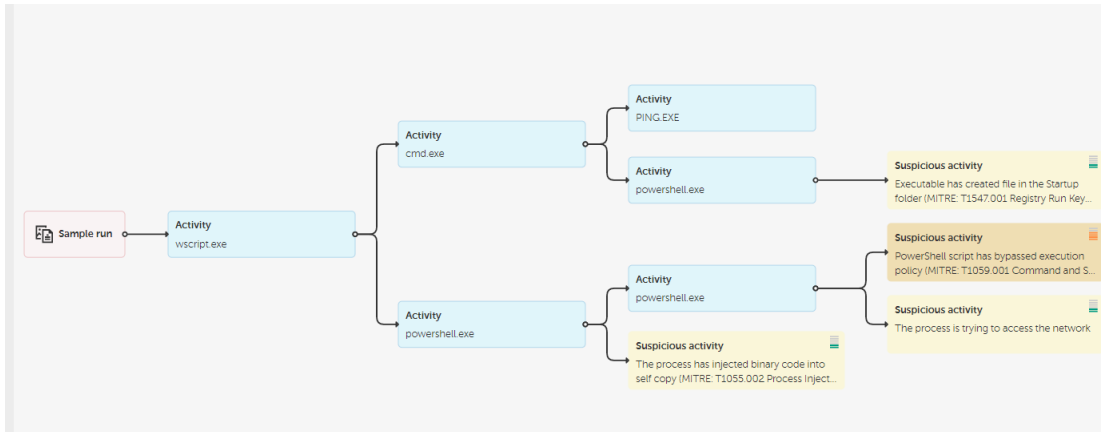 Activity
PING.EXE
Activity
cmd.exe
Activity
powershell.exe
Suspicious activity
Executable has created file in the Startup
folder (MITRE: T1547.001 Registry Run Key...
Sample run
Activity
wscript.exe
Suspicious activity
PowerShell script has bypassed execution
policy (MITRE: T1059.001 Command and S...
Activity
powershell.exe
Activity
powershell.exe
Suspicious activity
The process is trying to access the network
Suspicious activity
The process has injected binary code into
self copy (MITRE: T1055.002 Process Inject...